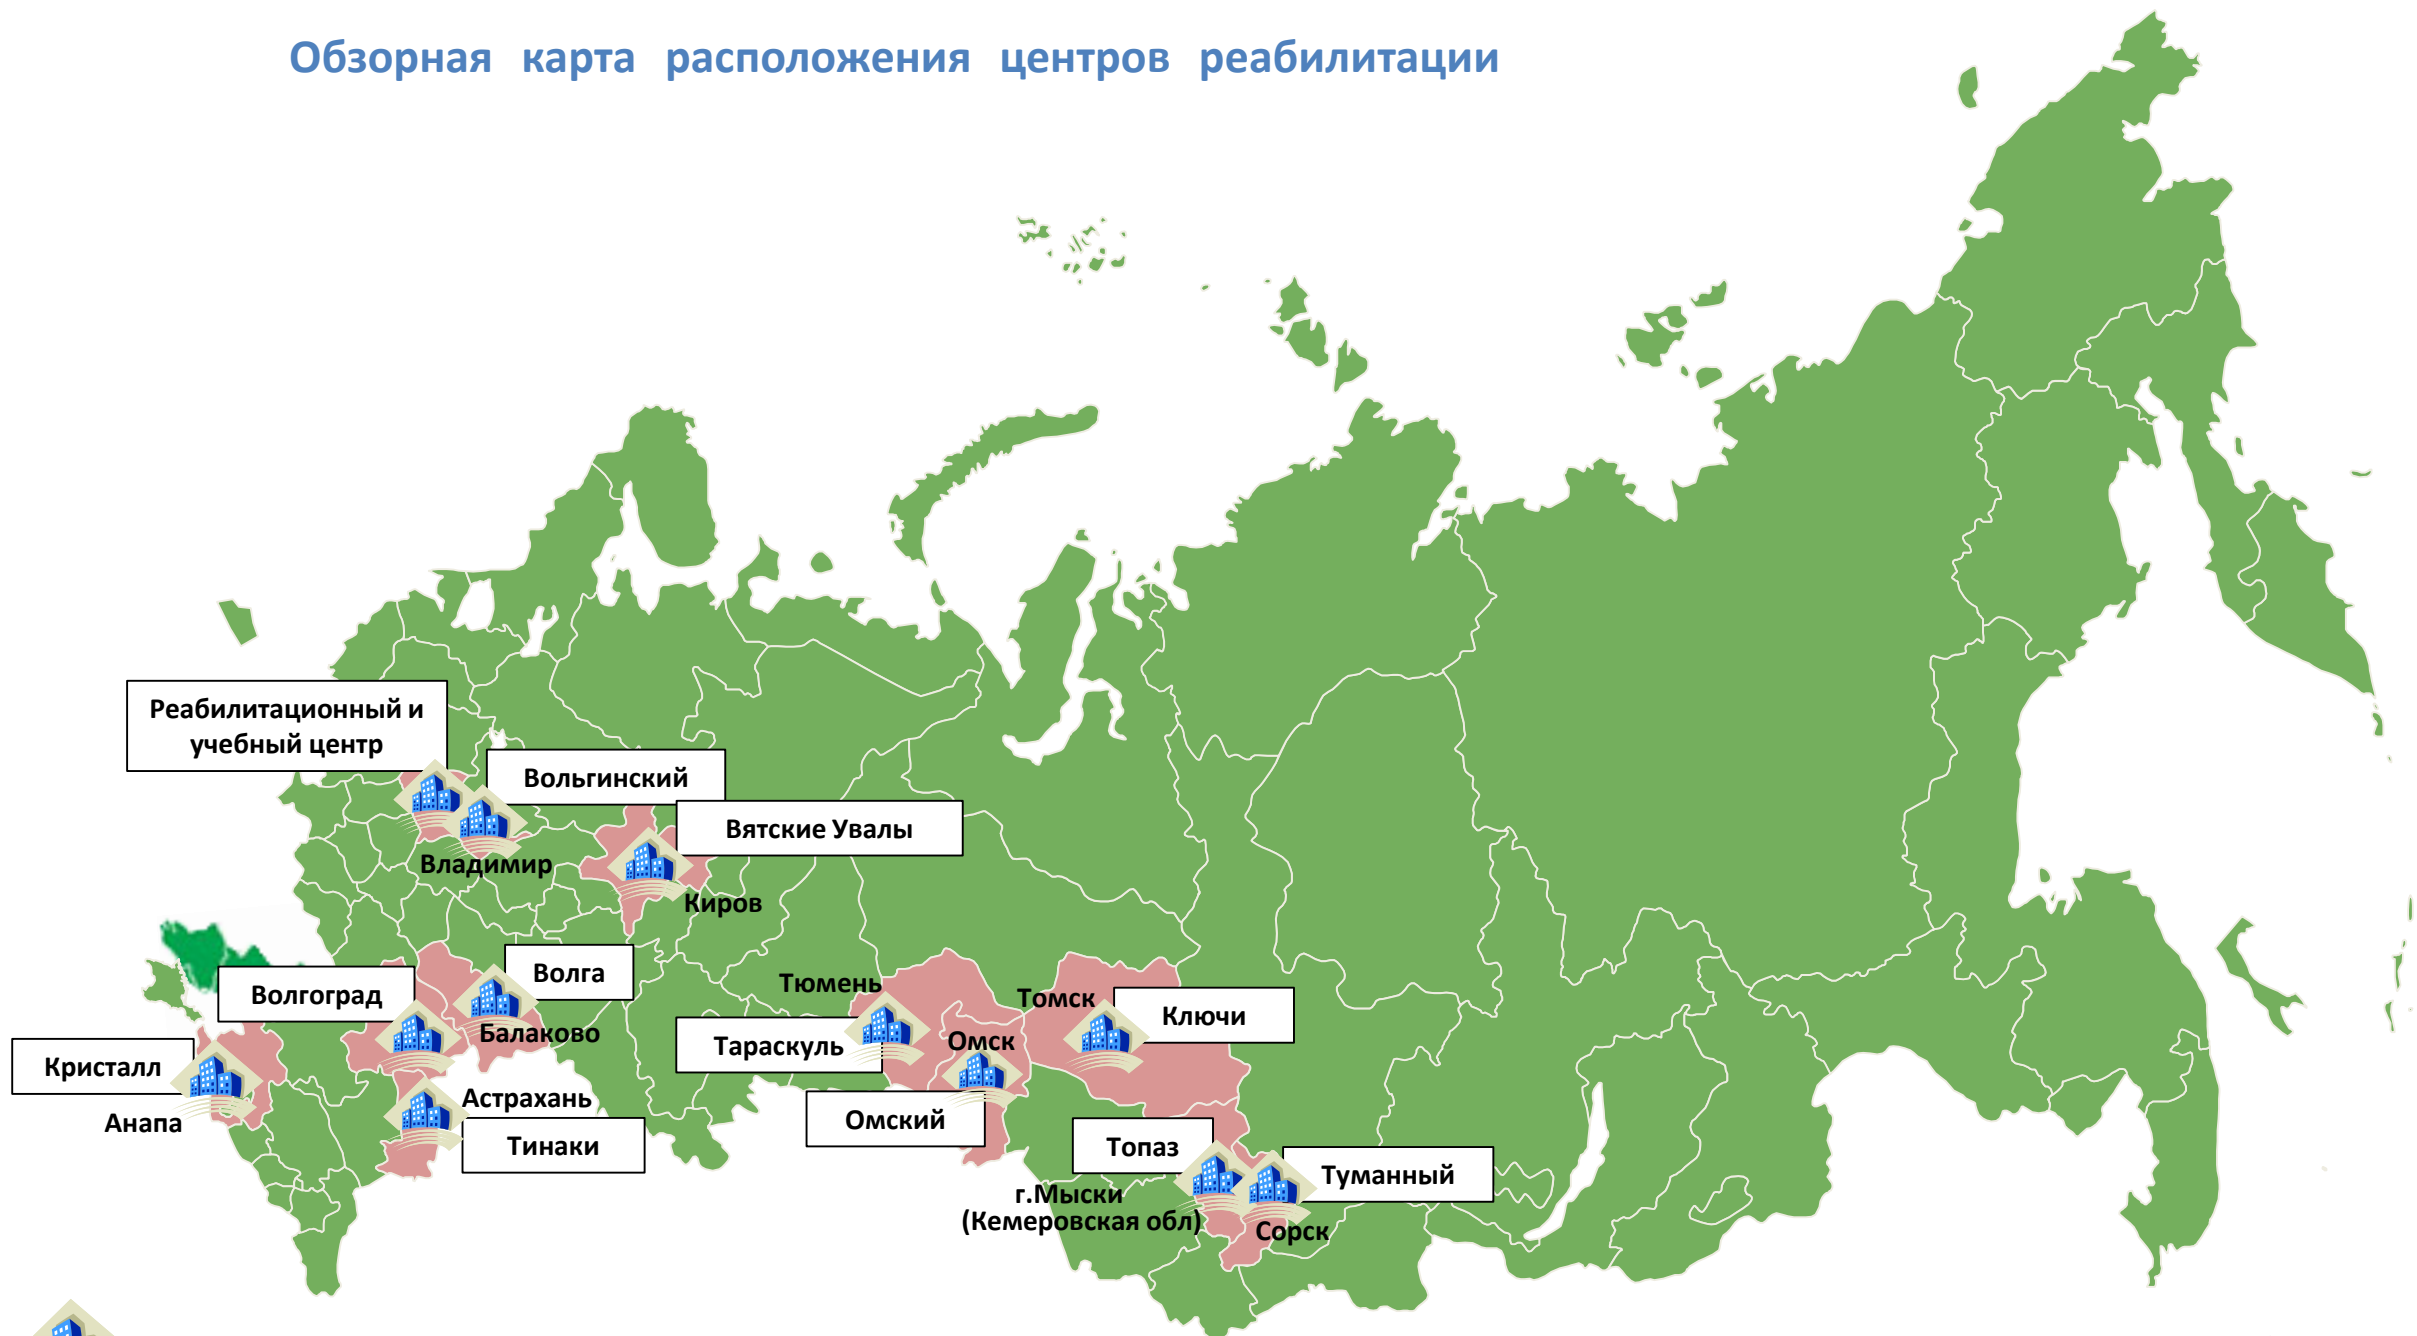 Обзорная карта расположения центров реабилитации
Реабилитационный и
учебный центр
Вольгинский
Вятские Увалы
Владимир
Киров
Волга
Волгоград
Балаково
Кристалл
Анапа
Астрахань
Тинаки
Тюмень
Тараскуль
Омск
Омский
Томск
Ключи
Топаз
г.Мыски
(Кемеровская обл)
Туманный
Сорск